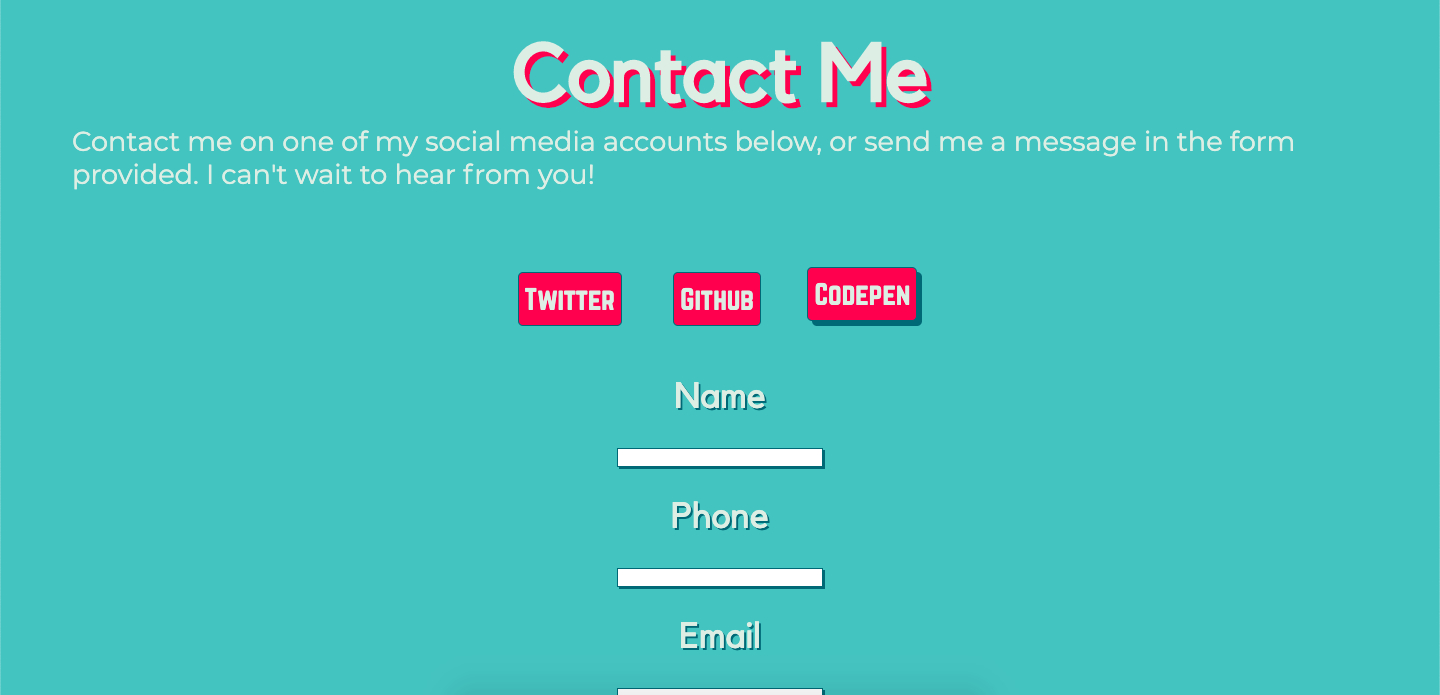 Contact Me
Contact me on one of my social media accounts below, or send me a message in the form
provided. I can't wait to hear from you!
Twitter Github Codepen
Name
Phone
Email